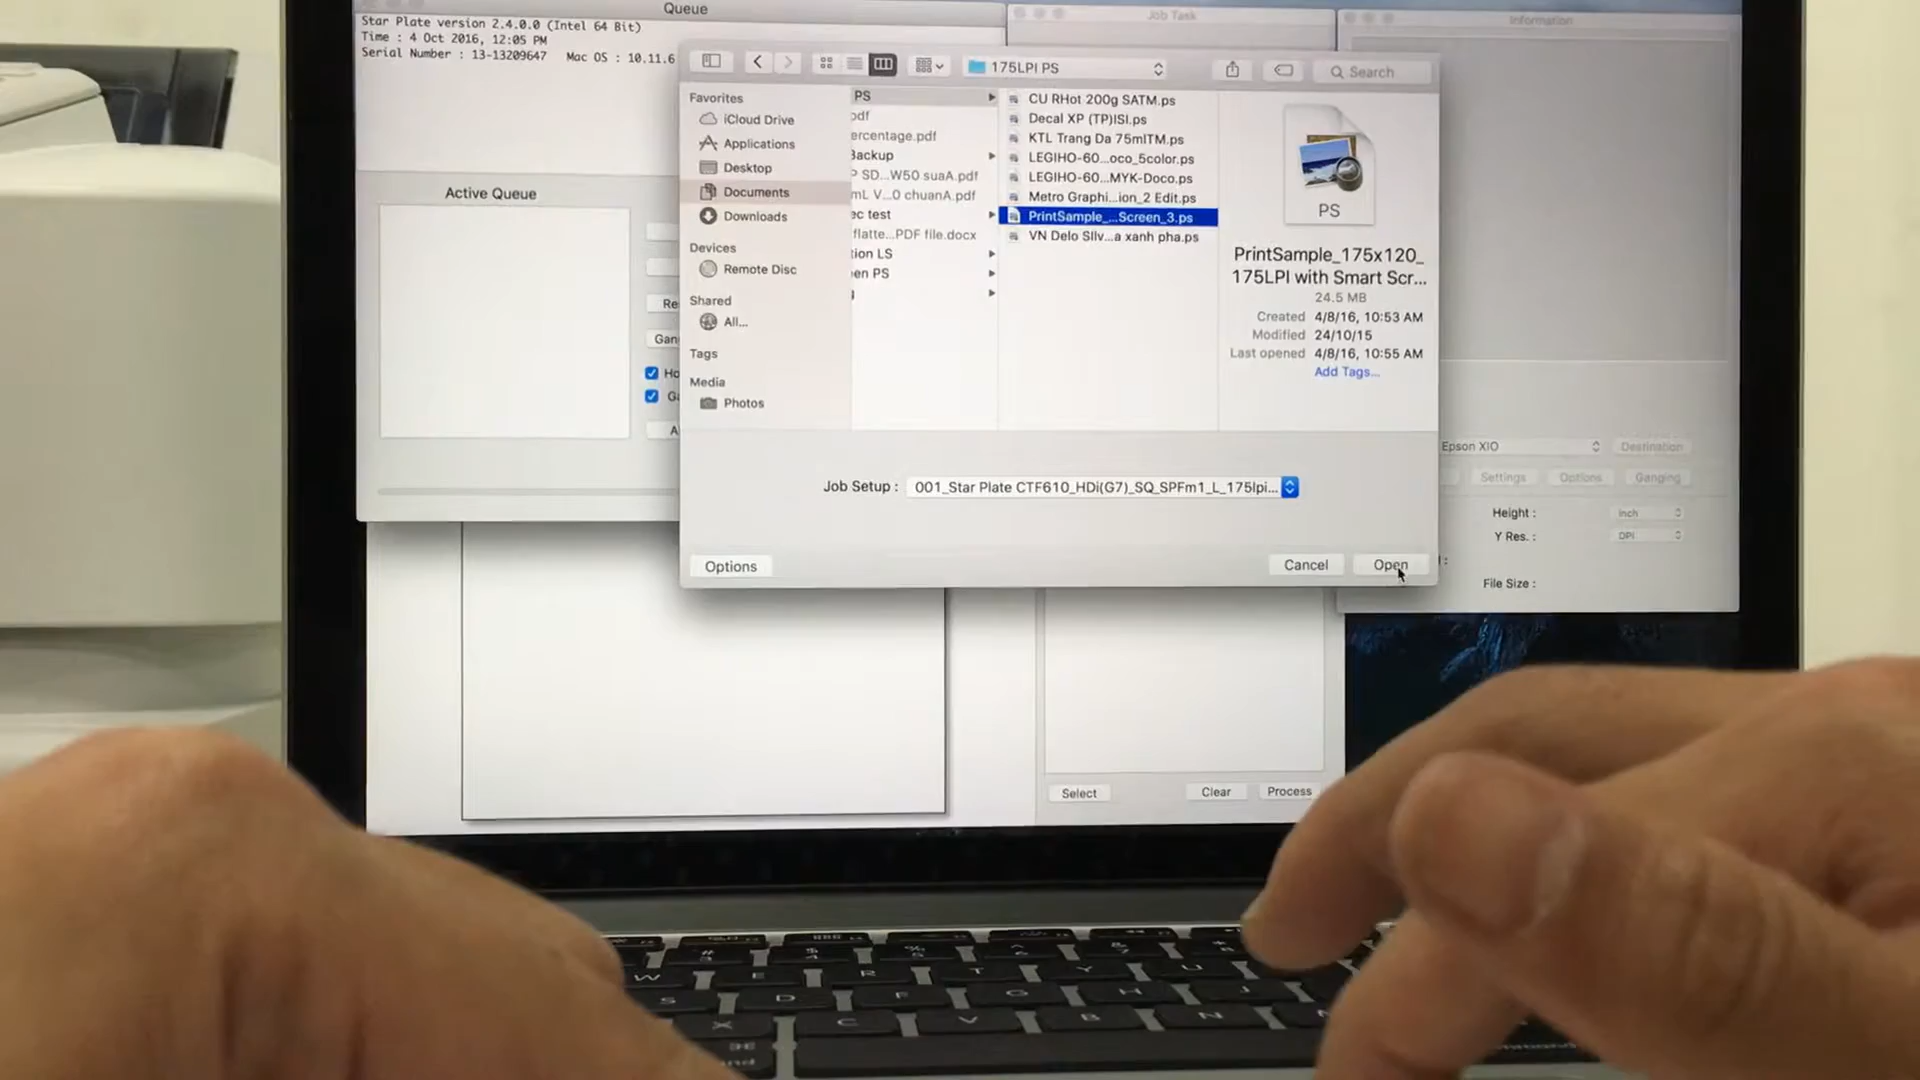 Queue
Star Plate version 2.4.0.0 (Intel 64 Bit)
Time : 4 Oct 2016, 12:05 PM
Serial Number : 13-13209647 Mac OS : 10.11.6
Job Task
Information
175LPI PS
Search
Favorites
iCloud Drive
Applications
Desktop
Documents
Downloads
Devices
Remote Disc
Shared
All...
Tags
Media
Photos
PS
pdf
ercentage.pdf
Backup
P SD...W50 suaA.pdf
mL V...0 chuanA.pdf
ec test
flatte...PDF file.docx
tion LS
en PS
CU RHot 200g SATM.ps
Decal XP (TP)ISI.ps
KTL Trang Da 75mITM.ps
LEGIHO-60...oco_5color.ps
LEGIHO-60...MYK-Doco.ps
Metro Graphi...ion_2 Edit.ps
PrintSample_...Screen_3.ps
VN Delo SIlv...a xanh pha.ps
PS
PrintSample_175x120_
175LPI with Smart Scr...
24.5 MB
Created 4/8/16, 10:53 AM
Modified 24/10/15
Last opened 4/8/16, 10:55 AM
Add Tags...
Active Queue
Re
Gan
Ho
Ga
A
Job Setup : 001_Star Plate CTF610_HDi(G7)_SQ_SPFm1_L_175lpi...
Options
Cancel
Open
Epson XIO
Destination
Settings
Options
Ganging
Height :
inch
Y Res. :
DPI
File Size :
Select
Clear
Process
W E R T Y U
S D F G H J
X C V B N